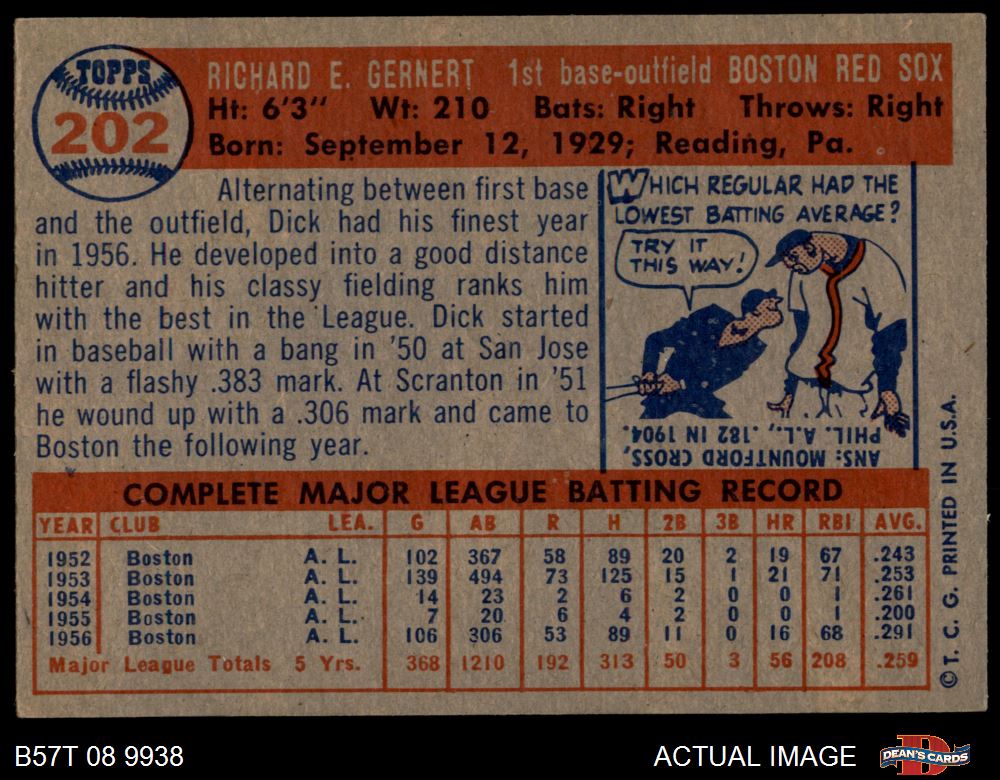 TOPPS
202
RICHARD E. GERNERT 1st base-outfield BOSTON RED SOX
Ht: 6'3" Wt: 210 Bats: Right Throws: Right
Born: September 12, 1929; Reading, Pa.
Alternating between first base
and the outfield, Dick had his finest year
in 1956. He developed into a good distance
hitter and his classy fielding ranks him
with the best in the League. Dick started
in baseball with a bang in '50 at San Jose
with a flashy .383 mark. At Scranton in '51
he wound up with a .306 mark and came to
Boston the following year.
WHICH REGULAR HAD THE
LOWEST BATTING AVERAGE?
TRY IT
THIS WAY!
ANS: MOUNTFORD CROSS,
PHIL. A.L., .182 IN 1904.
COMPLETE MAJOR LEAGUE BATTING RECORD
YEAR CLUB LEA. G AB R H 2B 3B HR RBI AVG.
1952 Boston A. L. 102 367 58 89 20 2 19 67 .243
1953 Boston A. L. 139 494 73 125 15 1 21 71 .253
1954 Boston A. L. 14 23 2 6 2 0 0 1 .261
1955 Boston A. L. 7 20 6 4 2 0 0 1 .200
1956 Boston A. L. 106 306 53 89 11 0 16 68 .291
Major League Totals 5 Yrs. 368 1210 192 313 50 3 56 208 .259
© T. C. G. PRINTED IN U.S.A.
B57T 08 9938
ACTUAL IMAGE
DEAN'S CARDS